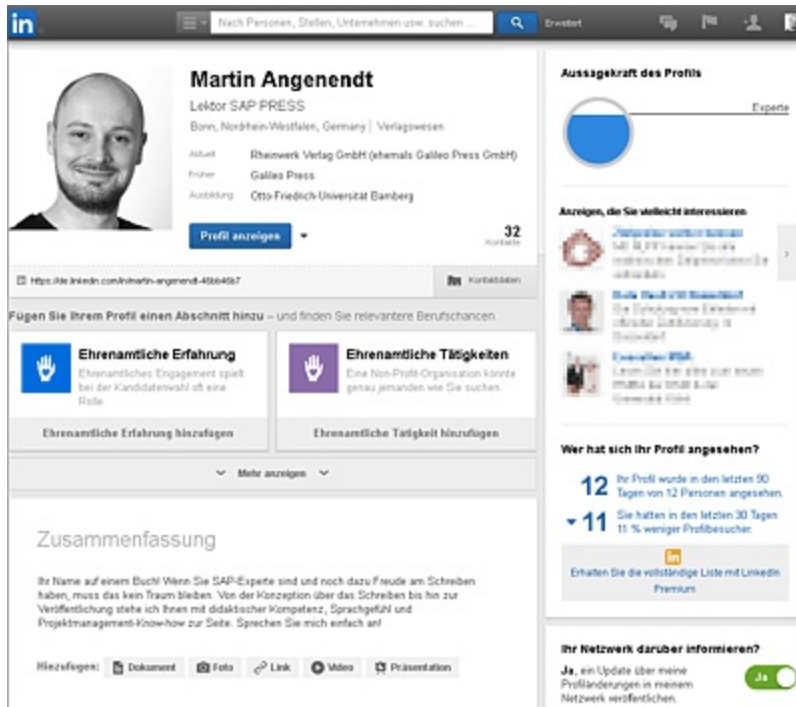 in
Nach Personen, Stellen, Unternehmen usw. suchen ...
Erweitert
Martin Angenendt
Lektor SAP PRESS
Bonn, Nordrhein-Westfalen, Germany | Verlagswesen
Aktuell Rheinwerk Verlag GmbH (ehemals Galileo Press GmbH)
Früher Galileo Press
Ausbildung Otto-Friedrich-Universität Bamberg
Profil anzeigen
32
Kontakte
https://de.linkedin.com/in/martin-angenendt-46bb46b7
Kontaktdaten
Fügen Sie Ihrem Profil einen Abschnitt hinzu – und finden Sie relevantere Berufschancen.
Ehrenamtliche Erfahrung
Ehrenamtliches Engagement spielt
bei der Kandidatenwahl oft eine
Rolle.
Ehrenamtliche Erfahrung hinzufügen
Ehrenamtliche Tätigkeiten
Eine Non-Profit-Organisation könnte
genau jemanden wie Sie suchen.
Ehrenamtliche Tätigkeit hinzufügen
Mehr anzeigen
Zusammenfassung
Ihr Name auf einem Buch! Wenn Sie SAP-Experte sind und noch dazu Freude am Schreiben
haben, muss das kein Traum bleiben. Von der Konzeption über das Schreiben bis hin zur
Veröffentlichung stehe ich Ihnen mit didaktischer Kompetenz, Sprachgefühl und
Projektmanagement-Know-how zur Seite. Sprechen Sie mich einfach an!
Hinzufügen: Dokument Foto Link Video Präsentation
Aussagekraft des Profils
Experte
Anzeigen, die Sie vielleicht interessieren
Wer hat sich Ihr Profil angesehen?
12 Ihr Profil wurde in den letzten 90
Tagen von 12 Personen angesehen.
11 Sie hatten in den letzten 30 Tagen
11 % weniger Profilbesucher.
in
Erhalten Sie die vollständige Liste mit LinkedIn
Premium
Ihr Netzwerk darüber informieren?
Ja, ein Update über meine
Profiländerungen in meinem
Netzwerk veröffentlichen.
Ja